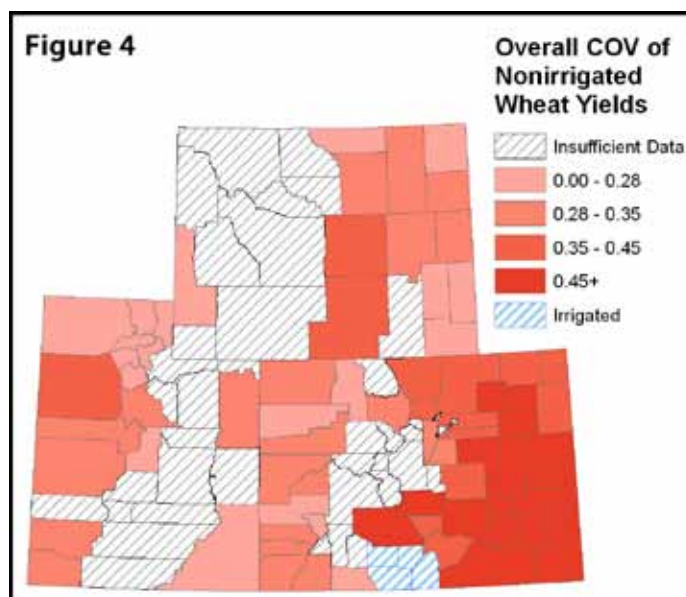 Figure 4
Overall COV of
Nonirrigated
Wheat Yields
Insufficient Data
0.00 - 0.28
0.28 - 0.35
0.35 - 0.45
0.45+
Irrigated